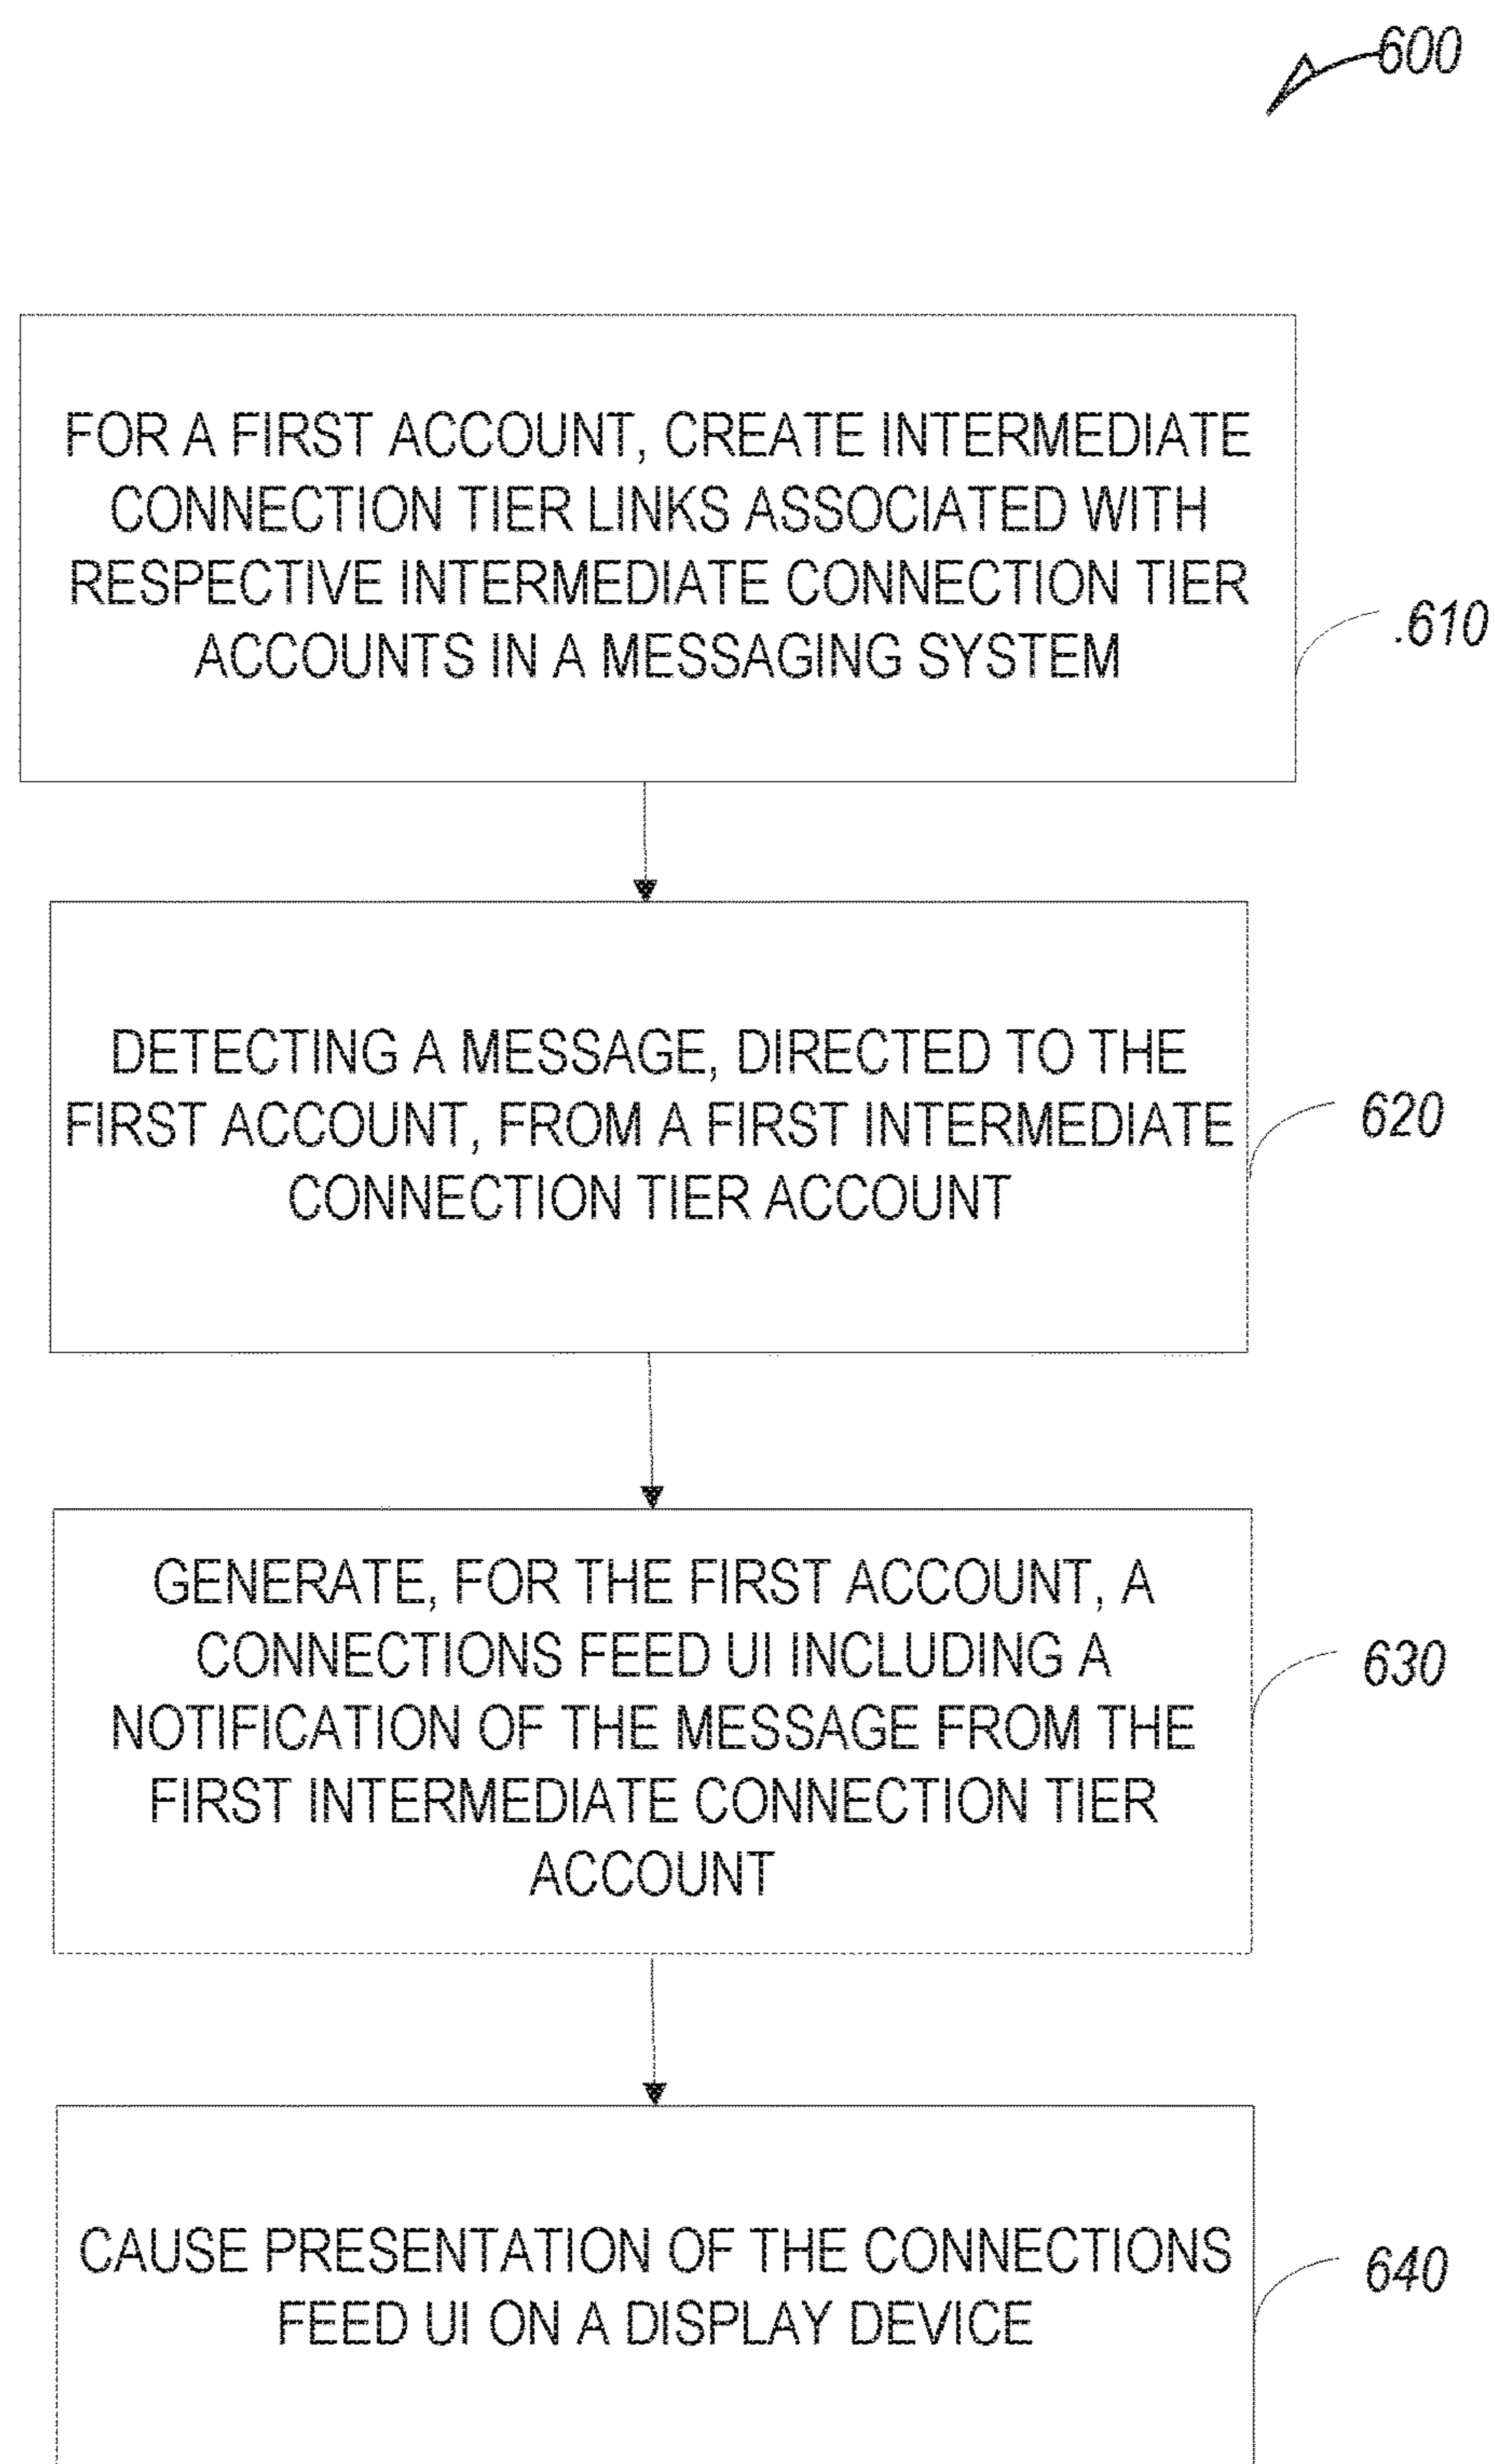 600
FOR A FIRST ACCOUNT, CREATE INTERMEDIATE
CONNECTION TIER LINKS ASSOCIATED WITH
RESPECTIVE INTERMEDIATE CONNECTION TIER
ACCOUNTS IN A MESSAGING SYSTEM
.610
DETECTING A MESSAGE, DIRECTED TO THE
FIRST ACCOUNT, FROM A FIRST INTERMEDIATE
CONNECTION TIER ACCOUNT
620
GENERATE, FOR THE FIRST ACCOUNT, A
CONNECTIONS FEED UI INCLUDING A
NOTIFICATION OF THE MESSAGE FROM THE
FIRST INTERMEDIATE CONNECTION TIER
ACCOUNT
630
CAUSE PRESENTATION OF THE CONNECTIONS
FEED UI ON A DISPLAY DEVICE
640